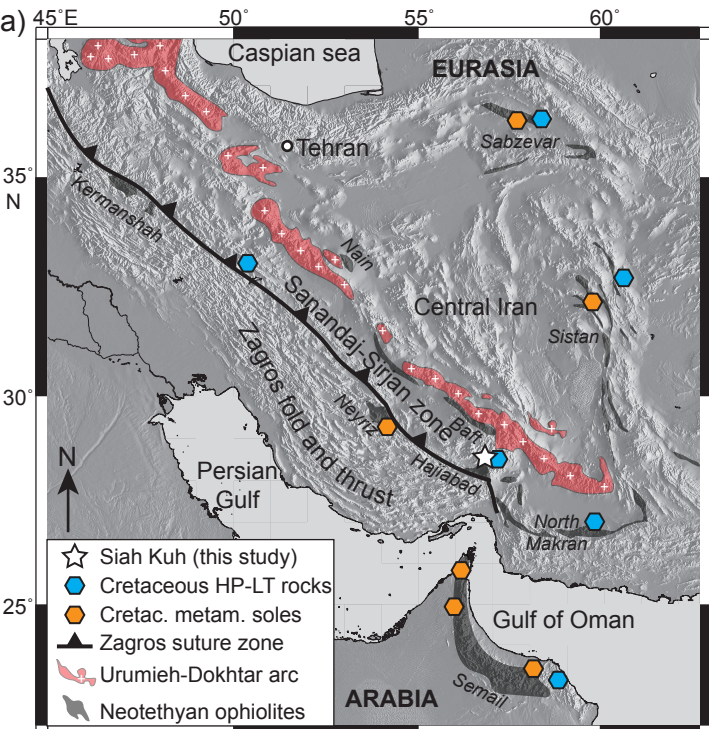 a)
45˚E
50˚
55˚
60˚
Caspian sea
EURASIA
Sabzevar
Tehran
35˚
N
Kermanshah
Nain
Sanandaj-Sirjan zone
Central Iran
Sistan
Zagros fold and thrust
30˚
Neyriz
Baft
Hajiabad
N
Persian
Gulf
North
Makran
Siah Kuh (this study)
Cretaceous HP-LT rocks
25˚
Cretac. metam. soles
Gulf of Oman
Zagros suture zone
Urumieh-Dokhtar arc
Semail
ARABIA
Neotethyan ophiolites